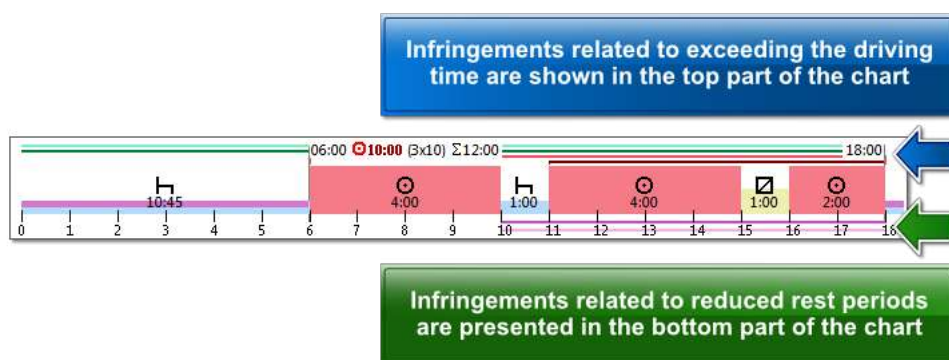 Infringements related to exceeding the driving
time are shown in the top part of the chart
06:00 10:00 (3x10) Σ12:00 18:00
10:45 4:00 1:00 4:00 1:00 2:00
0 1 2 3 4 5 6 7 8 9 10 11 12 13 14 15 16 17 18
Infringements related to reduced rest periods
are presented in the bottom part of the chart